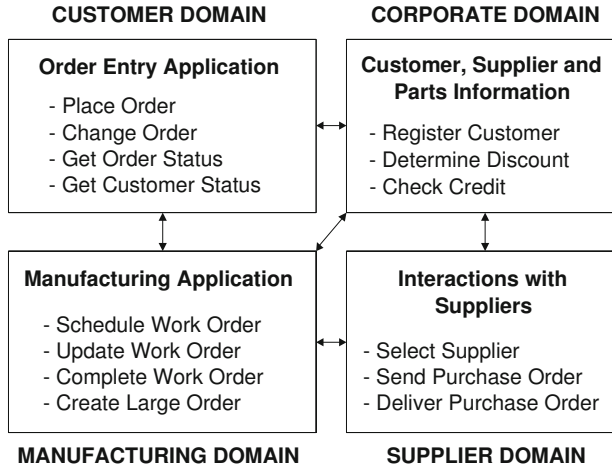 CUSTOMER DOMAIN
Order Entry Application
- Place Order
- Change Order
- Get Order Status
- Get Customer Status
CORPORATE DOMAIN
Customer, Supplier and
Parts Information
- Register Customer
- Determine Discount
- Check Credit
Manufacturing Application
- Schedule Work Order
- Update Work Order
- Complete Work Order
- Create Large Order
MANUFACTURING DOMAIN
Interactions with
Suppliers
- Select Supplier
- Send Purchase Order
- Deliver Purchase Order
SUPPLIER DOMAIN